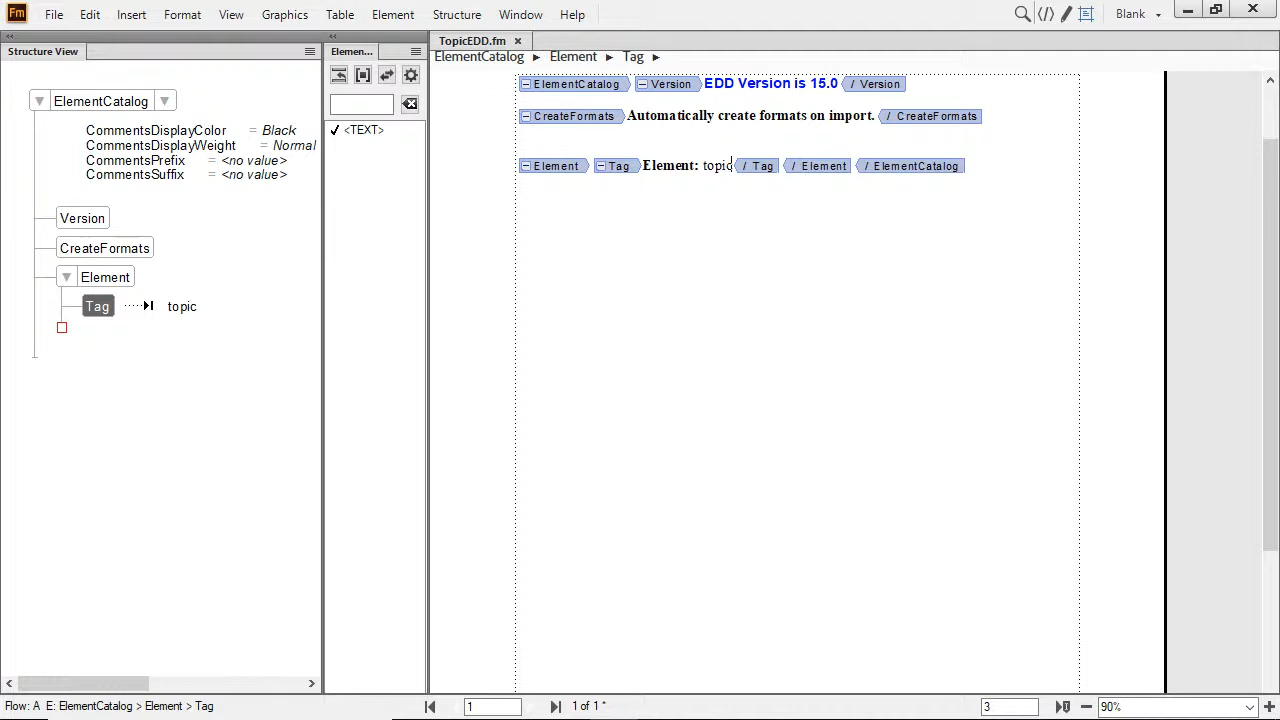 Fm File Edit Insert Format View Graphics Table Element Structure Window Help Blank
Structure View
Elemen...
TopicEDD.fm
ElementCatalog Element Tag
ElementCatalog
CommentsDisplayColor = Black
CommentsDisplayWeight = Normal
CommentsPrefix = <no value>
CommentsSuffix = <no value>
Version
CreateFormats
Element
Tag topic
<TEXT>
ElementCatalog Version EDD Version is 15.0 / Version
CreateFormats Automatically create formats on import. / CreateFormats
Element Tag Element: topic / Tag / Element / ElementCatalog
Flow: A E: ElementCatalog > Element > Tag
1
1 of 1 *
3
90%